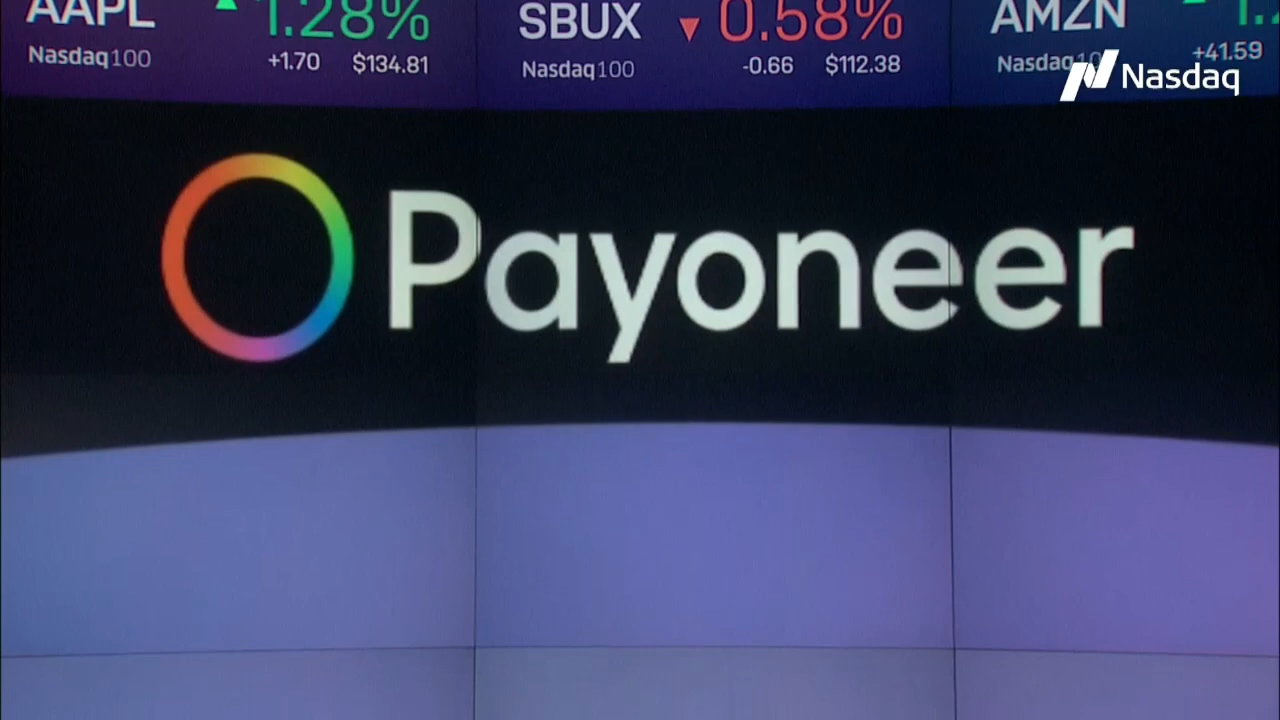 AAPL ▲ 1.28%
Nasdaq100 +1.70 $134.81
SBUX ▼ 0.58%
Nasdaq100 -0.66 $112.38
AMZN
+41.59
Nasdaq
Payoneer